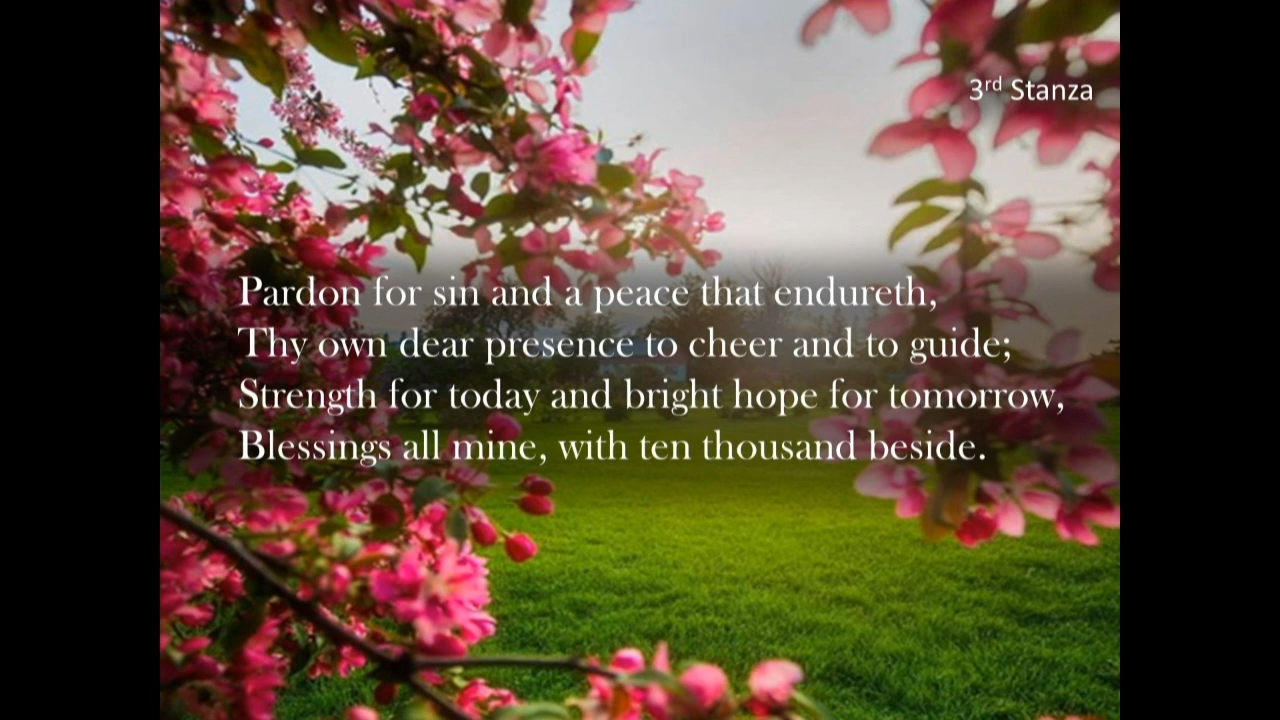 3rd Stanza
Pardon for sin and a peace that endureth,
Thy own dear presence to cheer and to guide;
Strength for today and bright hope for tomorrow,
Blessings all mine, with ten thousand beside.